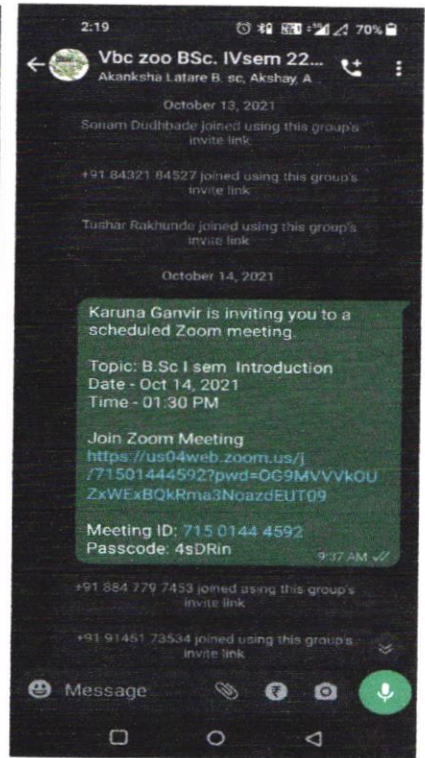 2:19 70%
Vbc zoo BSc. IVsem 22...
Akanksha Latare B. sc, Akshay, A
October 13, 2021
Sonam Dudhbade joined using this group's
invite link
+91 84321 84527 joined using this group's
invite link
Tushar Rakhunde joined using this group's
invite link
October 14, 2021
Karuna Ganvir is inviting you to a
scheduled Zoom meeting.
Topic: B.Sc I sem Introduction
Date - Oct 14, 2021
Time - 01:30 PM
Join Zoom Meeting
https://us04web.zoom.us/j
/71501444592?pwd=OG9MVVVkOU
ZxWExBQkRma3NoazdEUT09
Meeting ID: 715 0144 4592
Passcode: 4sDRin
9:37 AM
+91 884 779 7453 joined using this group's
invite link
+91 91451 73534 joined using this group's
invite link
Message